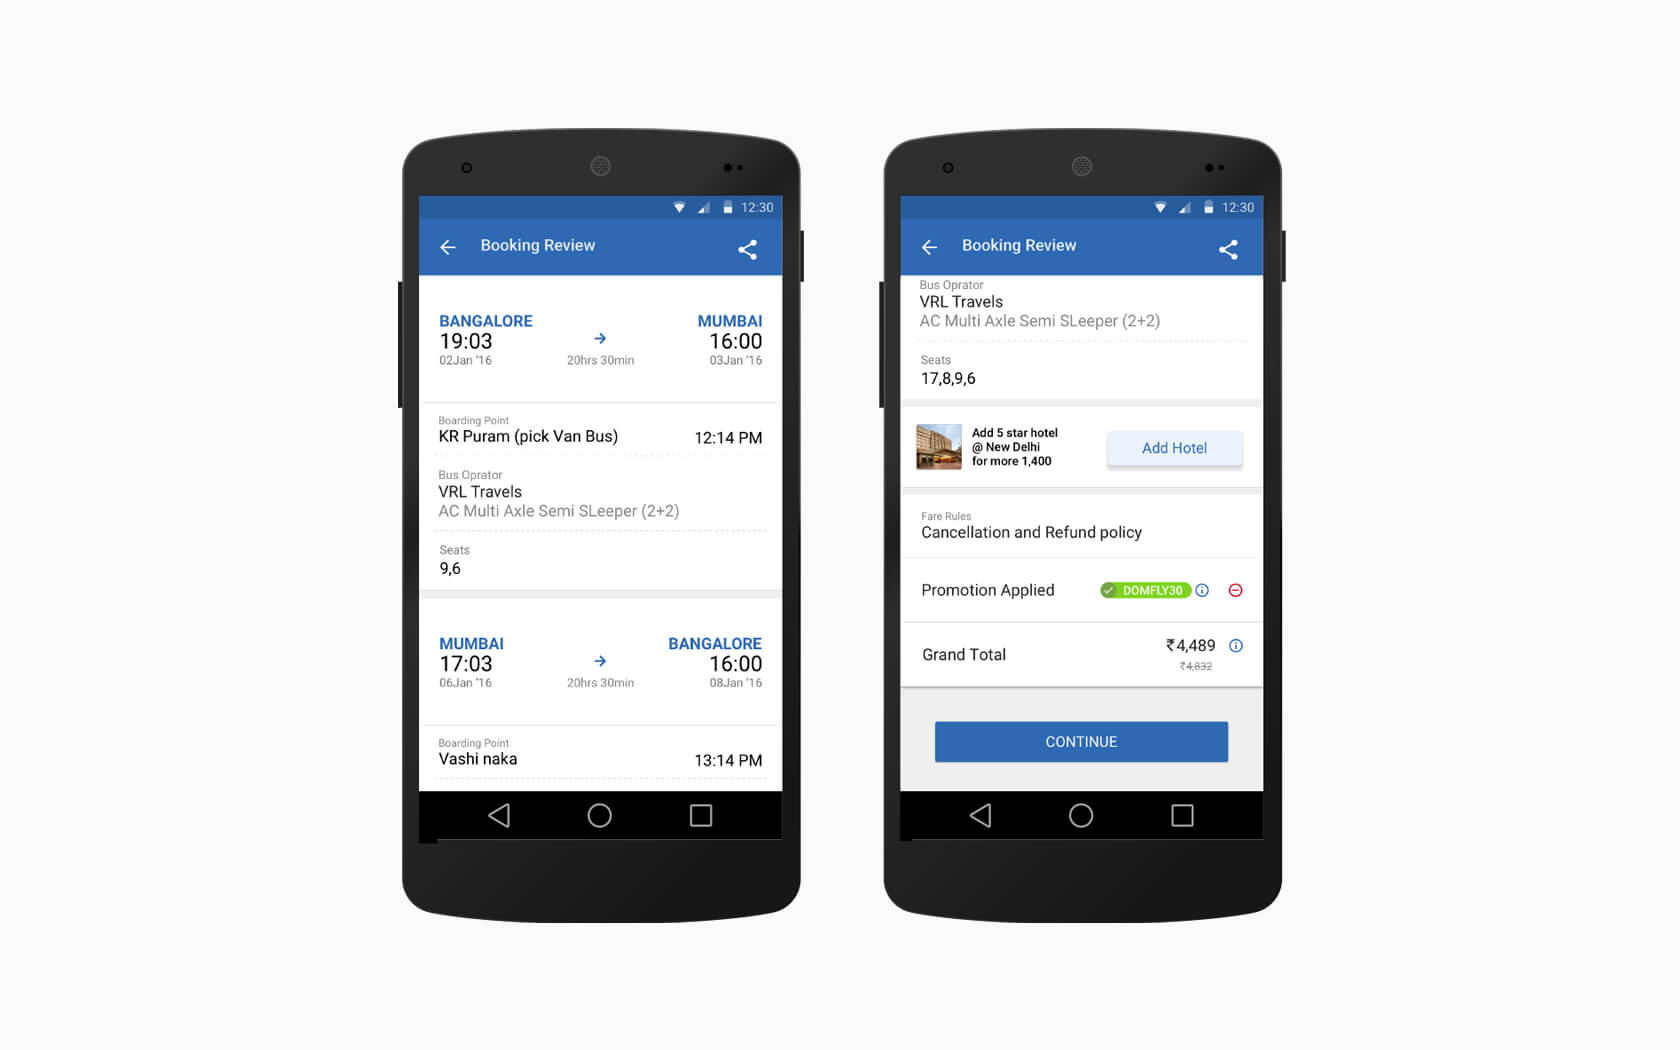 12:30
Booking Review
BANGALORE MUMBAI
19:03 16:00
02Jan '16 20hrs 30min 03Jan '16
Boarding Point
KR Puram (pick Van Bus) 12:14 PM
Bus Oprator
VRL Travels
AC Multi Axle Semi SLeeper (2+2)
Seats
9,6
MUMBAI BANGALORE
17:03 16:00
06Jan '16 20hrs 30min 08Jan '16
Boarding Point
Vashi naka 13:14 PM
12:30
Booking Review
Bus Oprator
VRL Travels
AC Multi Axle Semi SLeeper (2+2)
Seats
17,8,9,6
Add 5 star hotel
@ New Delhi
for more 1,400
Add Hotel
Fare Rules
Cancellation and Refund policy
Promotion Applied DOMFLY30
Grand Total ₹4,489
₹4,832
CONTINUE